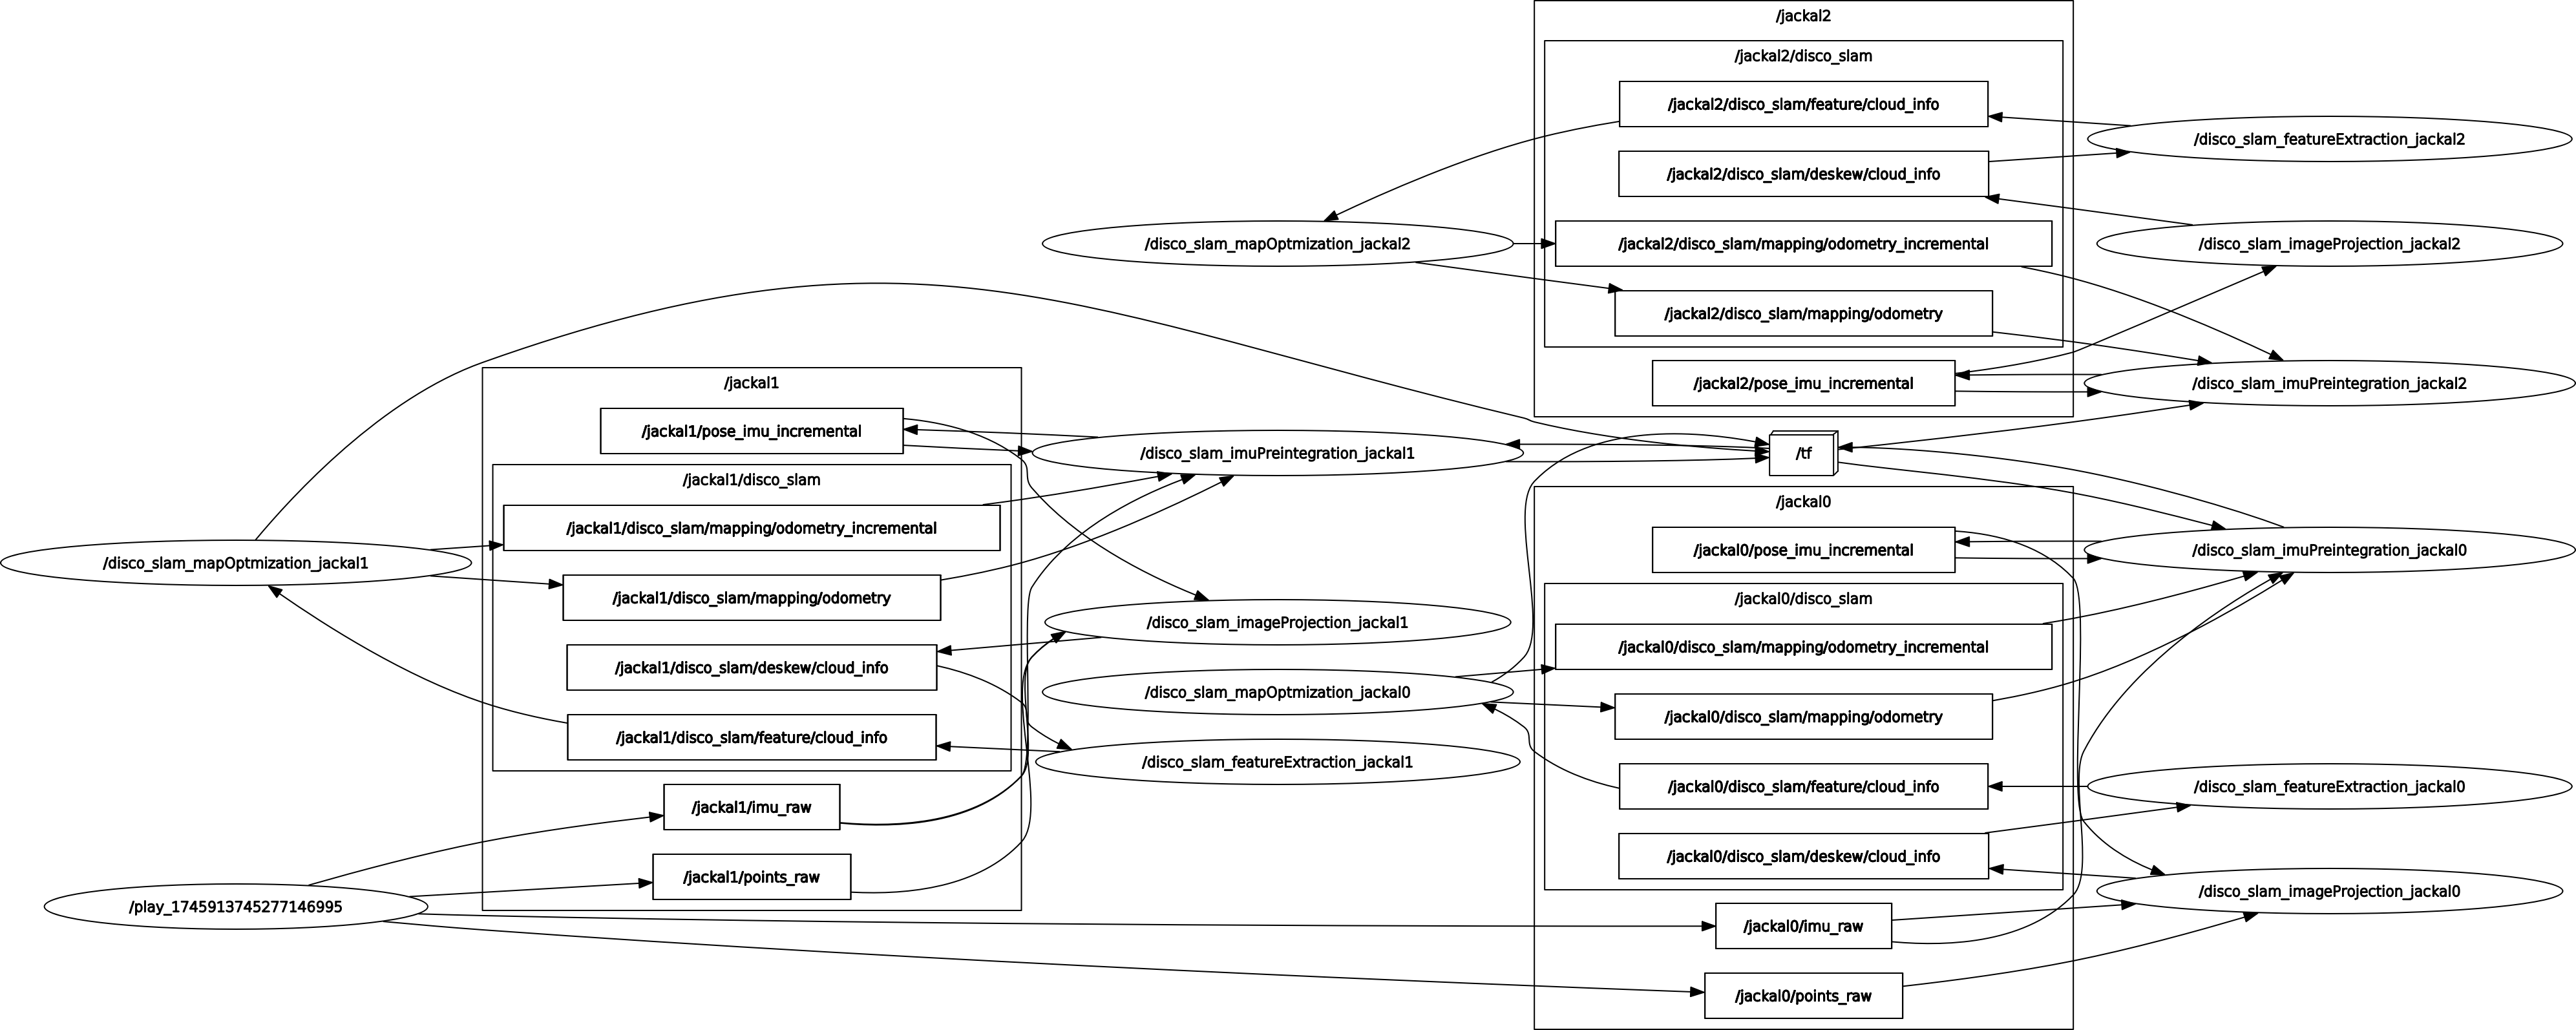 /jackal2
/jackal2/disco_slam
/jackal2/disco_slam/feature/cloud_info
/disco_slam_featureExtraction_jackal2
/jackal2/disco_slam/deskew/cloud_info
/disco_slam_mapOptmization_jackal2
/jackal2/disco_slam/mapping/odometry_incremental
/disco_slam_imageProjection_jackal2
/jackal2/disco_slam/mapping/odometry
/jackal2/pose_imu_incremental
/disco_slam_imuPreintegration_jackal2
/jackal1
/jackal1/pose_imu_incremental
/disco_slam_imuPreintegration_jackal1
/tf
/jackal1/disco_slam
/jackal1/disco_slam/mapping/odometry_incremental
/disco_slam_mapOptmization_jackal1
/jackal1/disco_slam/mapping/odometry
/disco_slam_imageProjection_jackal1
/jackal1/disco_slam/deskew/cloud_info
/jackal1/disco_slam/feature/cloud_info
/disco_slam_featureExtraction_jackal1
/jackal1/imu_raw
/jackal1/points_raw
/play_1745913745277146995
/jackal0
/jackal0/pose_imu_incremental
/disco_slam_imuPreintegration_jackal0
/jackal0/disco_slam
/jackal0/disco_slam/mapping/odometry_incremental
/disco_slam_mapOptmization_jackal0
/jackal0/disco_slam/mapping/odometry
/jackal0/disco_slam/feature/cloud_info
/disco_slam_featureExtraction_jackal0
/jackal0/disco_slam/deskew/cloud_info
/disco_slam_imageProjection_jackal0
/jackal0/imu_raw
/jackal0/points_raw